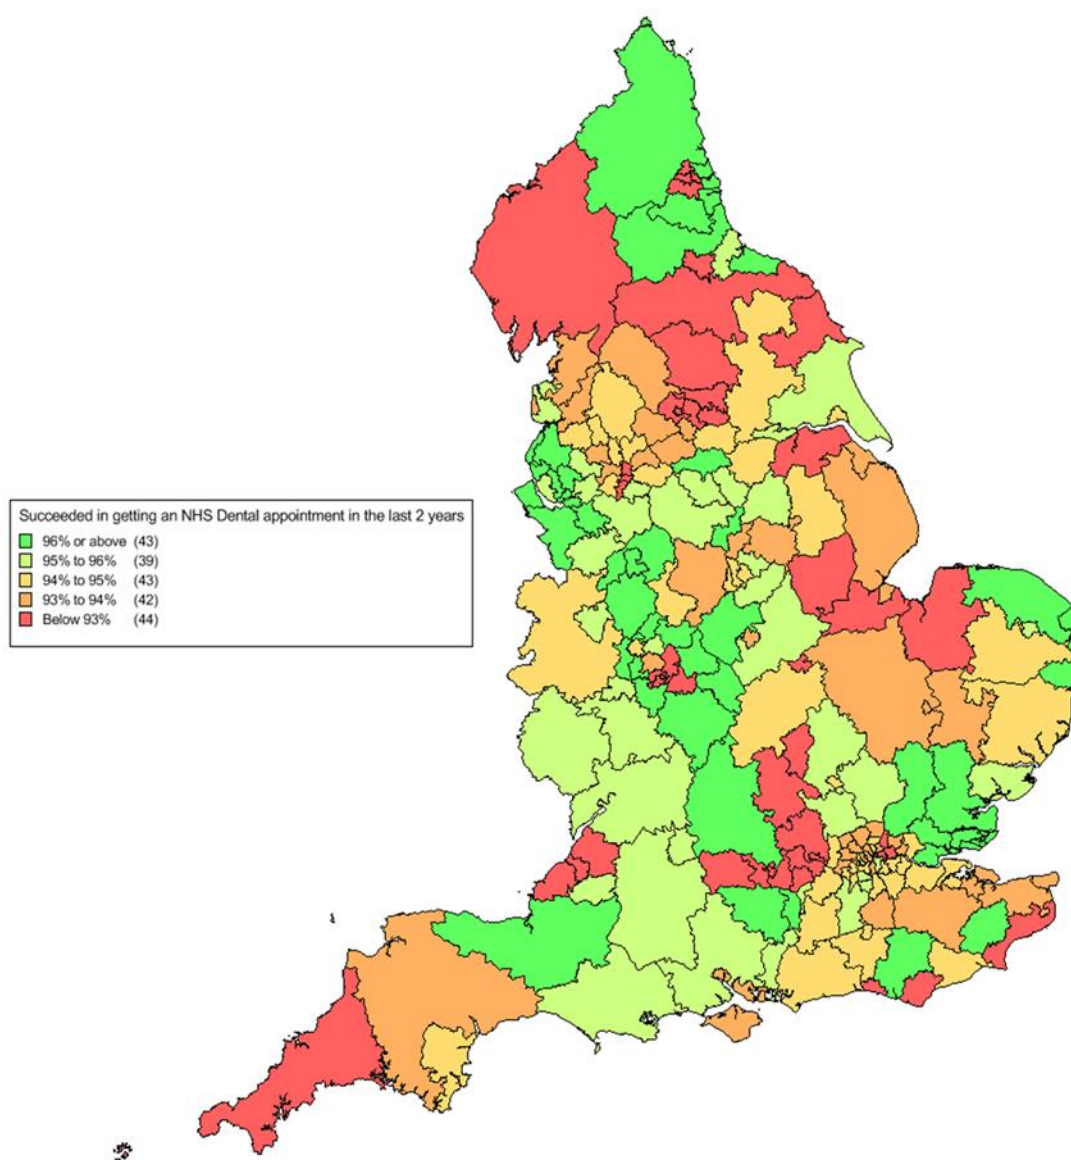 Succeeded in getting an NHS Dental appointment in the last 2 years
96% or above (43)
95% to 96% (39)
94% to 95% (43)
93% to 94% (42)
Below 93% (44)